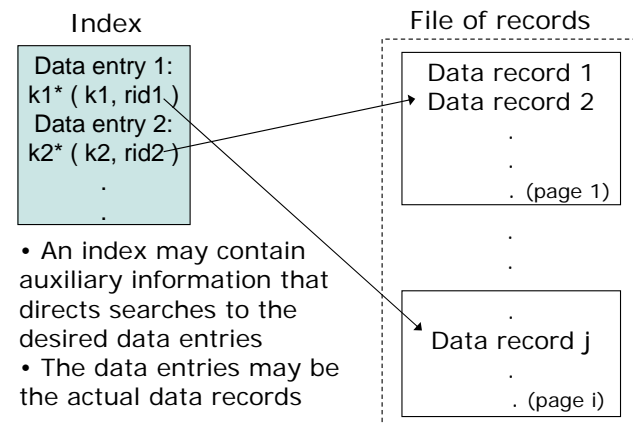 Index
Data entry 1:
k1* ( k1, rid1 )
Data entry 2:
k2* ( k2, rid2 )
.
.
• An index may contain
auxiliary information that
directs searches to the
desired data entries
• The data entries may be
the actual data records
File of records
Data record 1
Data record 2
.
.
. (page 1)
.
.
.
Data record j
.
. (page i)